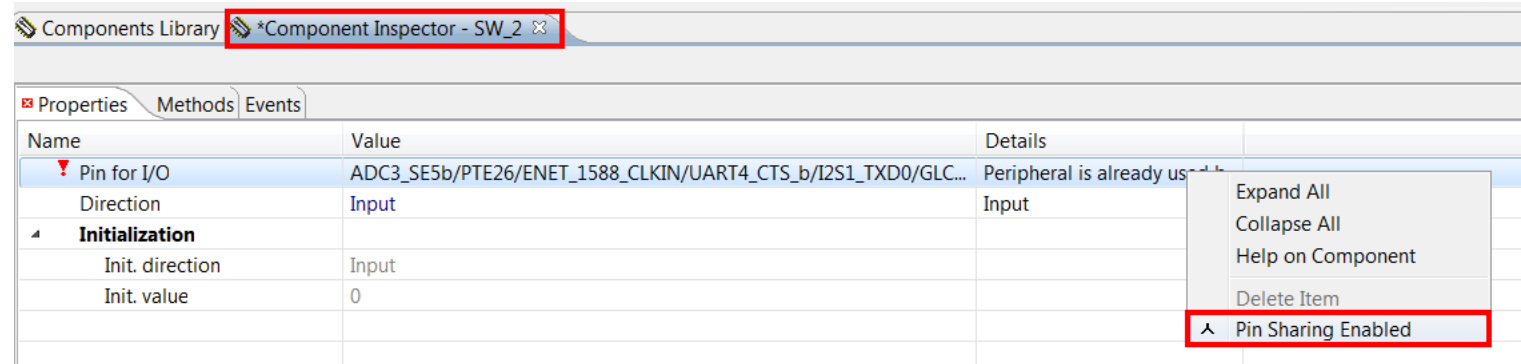 Components Library *Component Inspector - SW_2
Properties Methods Events
Name Value Details
Pin for I/O ADC3_SE5b/PTE26/ENET_1588_CLKIN/UART4_CTS_b/I2S1_TXD0/GLC... Peripheral is already used b
Direction Input Input
Initialization
Init. direction Input
Init. value 0
Expand All
Collapse All
Help on Component
Delete Item
Pin Sharing Enabled